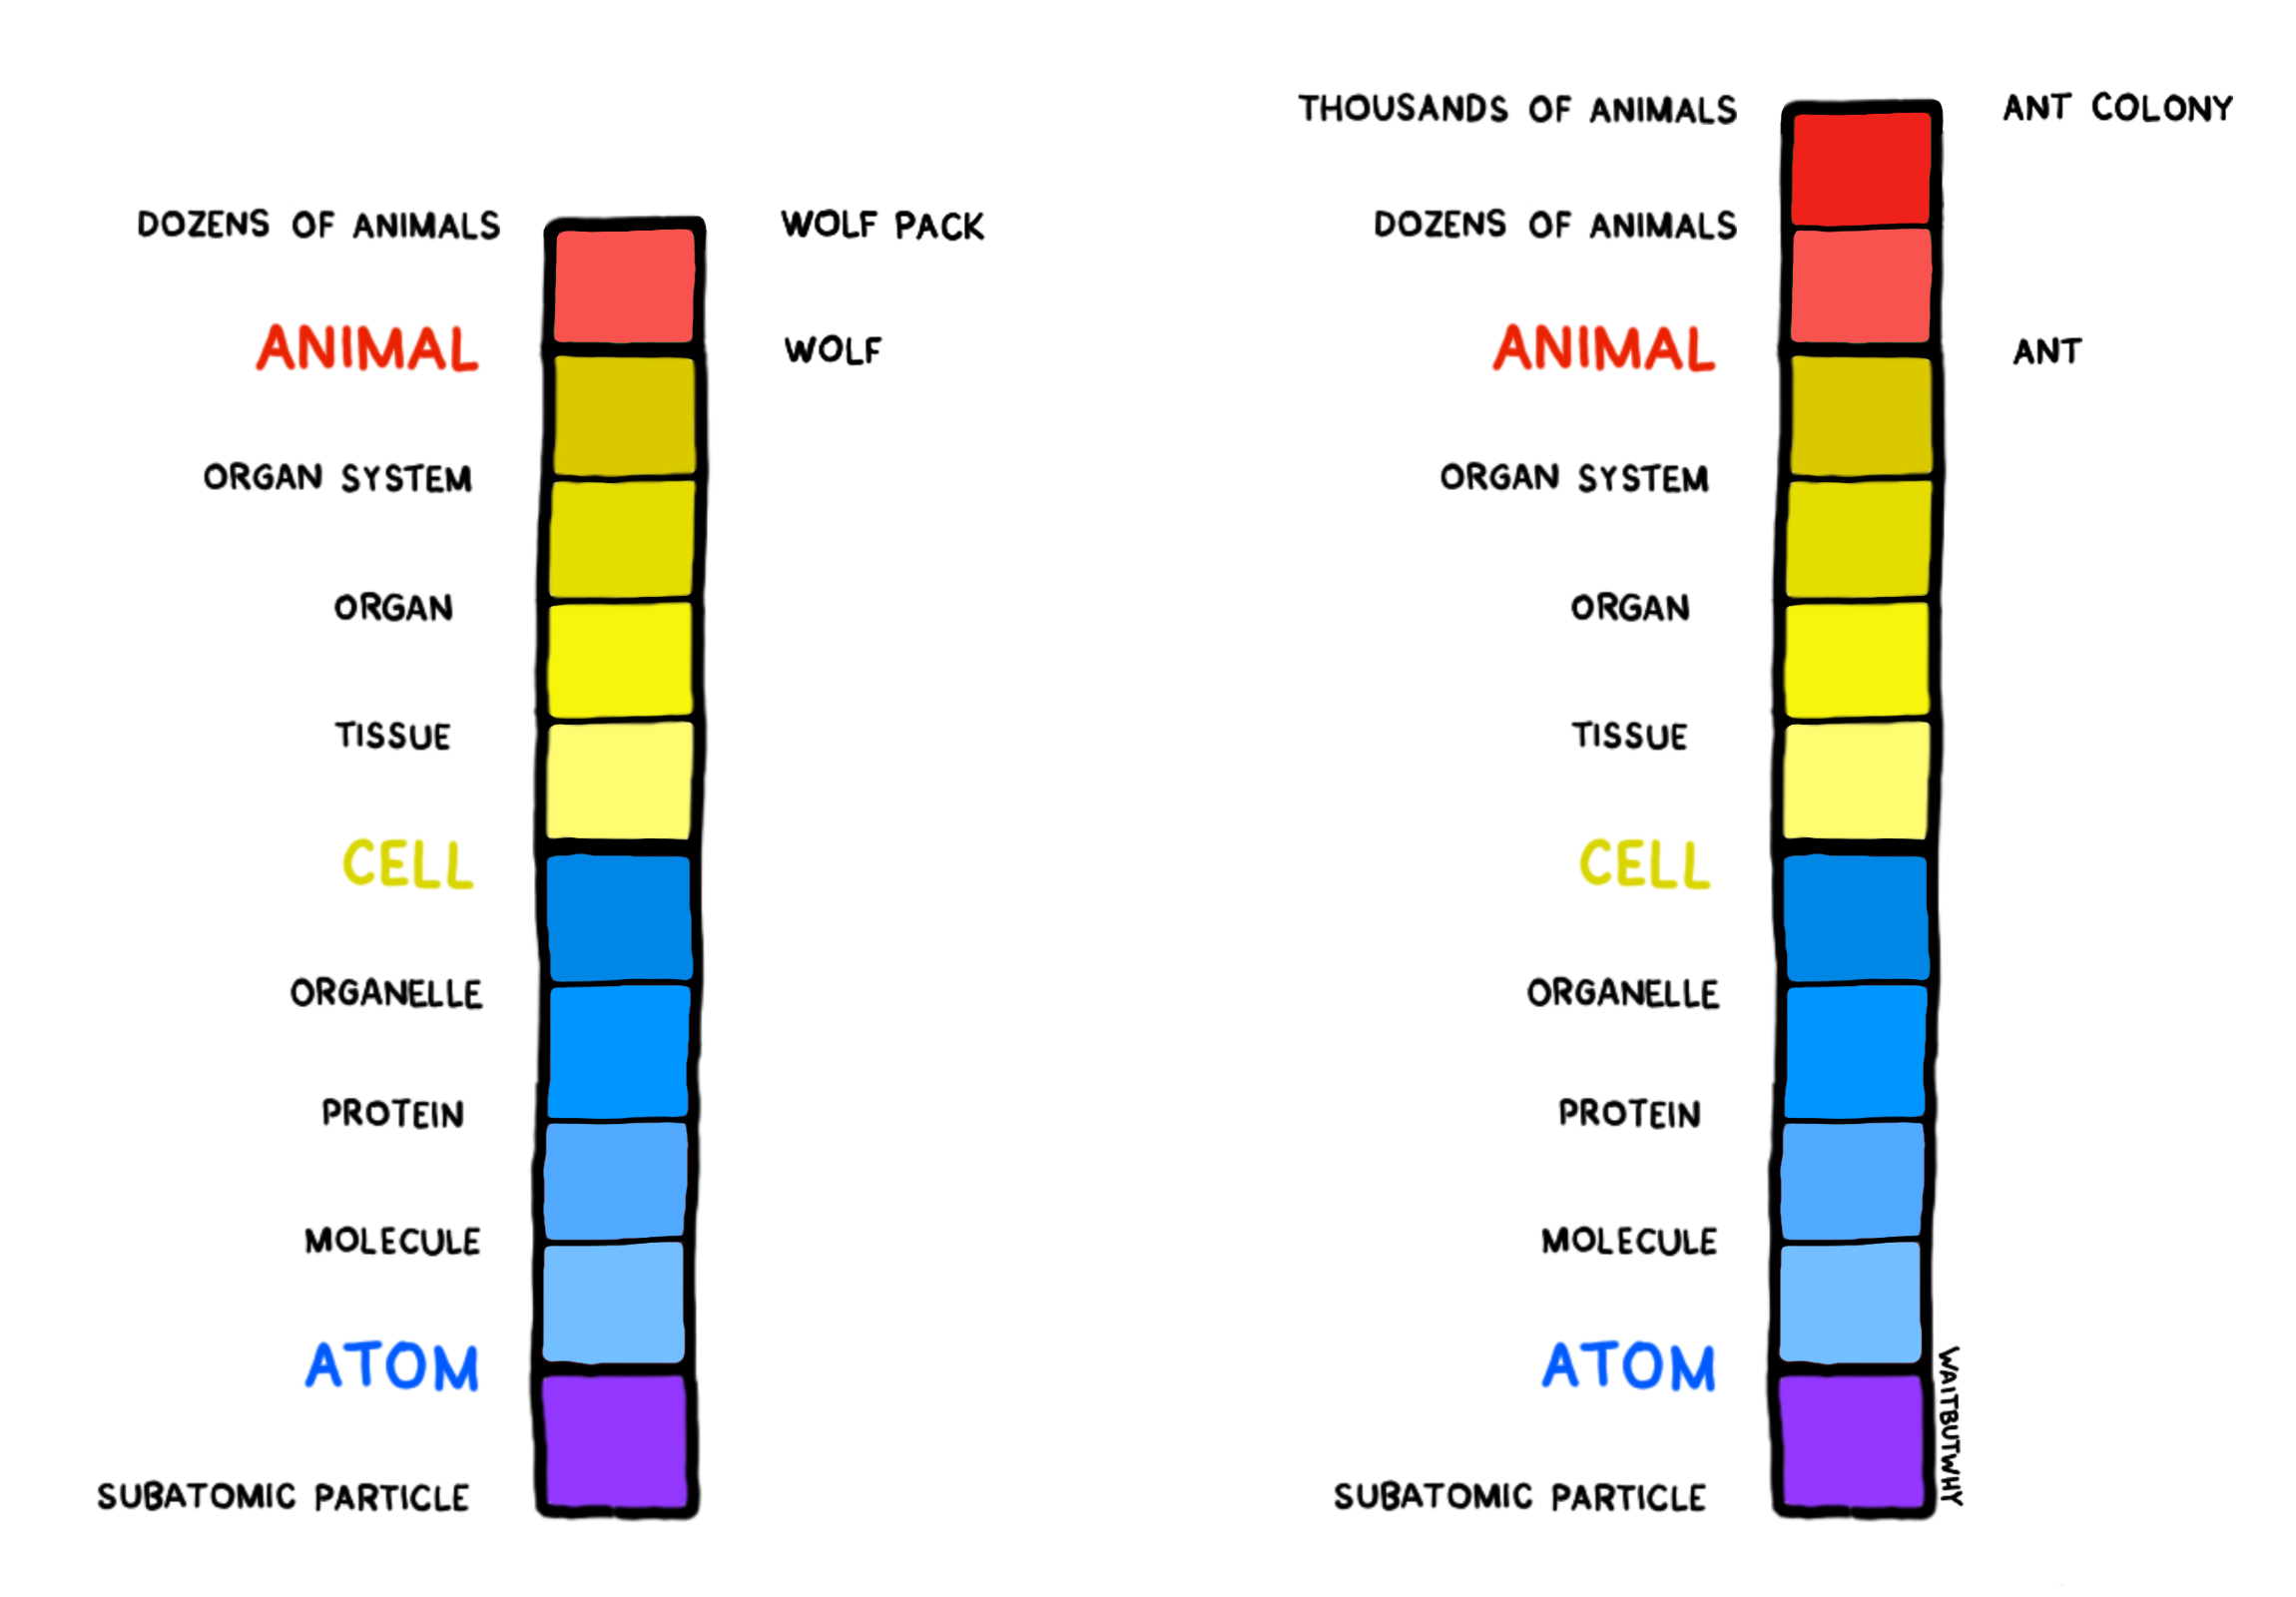 DOZENS OF ANIMALS
WOLF PACK
ANIMAL
WOLF
ORGAN SYSTEM
ORGAN
TISSUE
CELL
ORGANELLE
PROTEIN
MOLECULE
ATOM
SUBATOMIC PARTICLE
THOUSANDS OF ANIMALS
ANT COLONY
DOZENS OF ANIMALS
ANIMAL
ANT
ORGAN SYSTEM
ORGAN
TISSUE
CELL
ORGANELLE
PROTEIN
MOLECULE
ATOM
SUBATOMIC PARTICLE
WAITBUTWHY